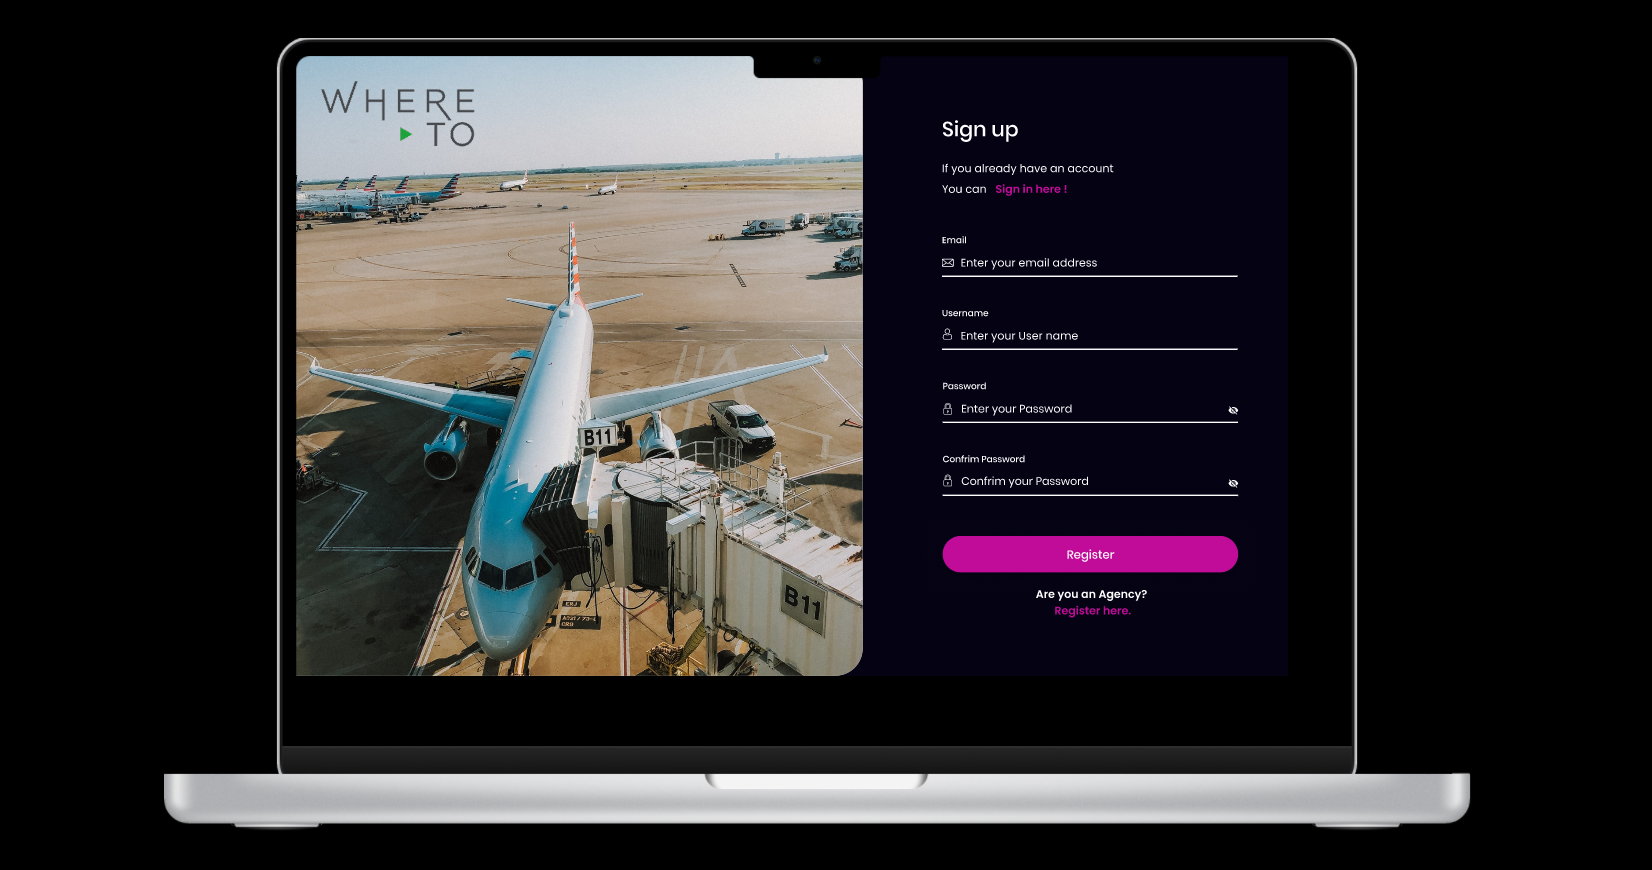 WHERE
TO
B11
B11
Sign up
If you already have an account
You can Sign in here !
Email
Enter your email address
Username
Enter your User name
Password
Enter your Password
Confrim Password
Confrim your Password
Register
Are you an Agency?
Register here.